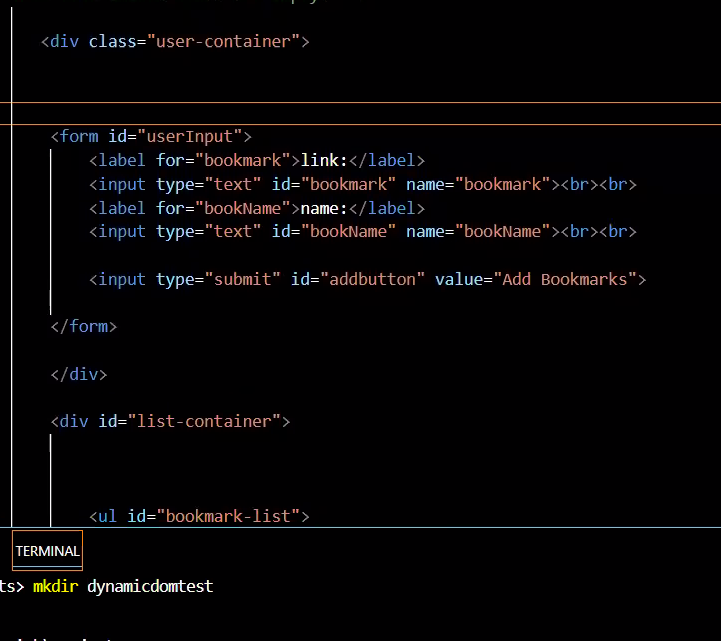 <div class="user-container">
<form id="userInput">
<label for="bookmark">link:</label>
<input type="text" id="bookmark" name="bookmark"><br><br>
<label for="bookName">name:</label>
<input type="text" id="bookName" name="bookName"><br><br>
<input type="submit" id="addbutton" value="Add Bookmarks">
</form>
</div>
<div id="list-container">
<ul id="bookmark-list">
TERMINAL
ts> mkdir dynamicdomtest